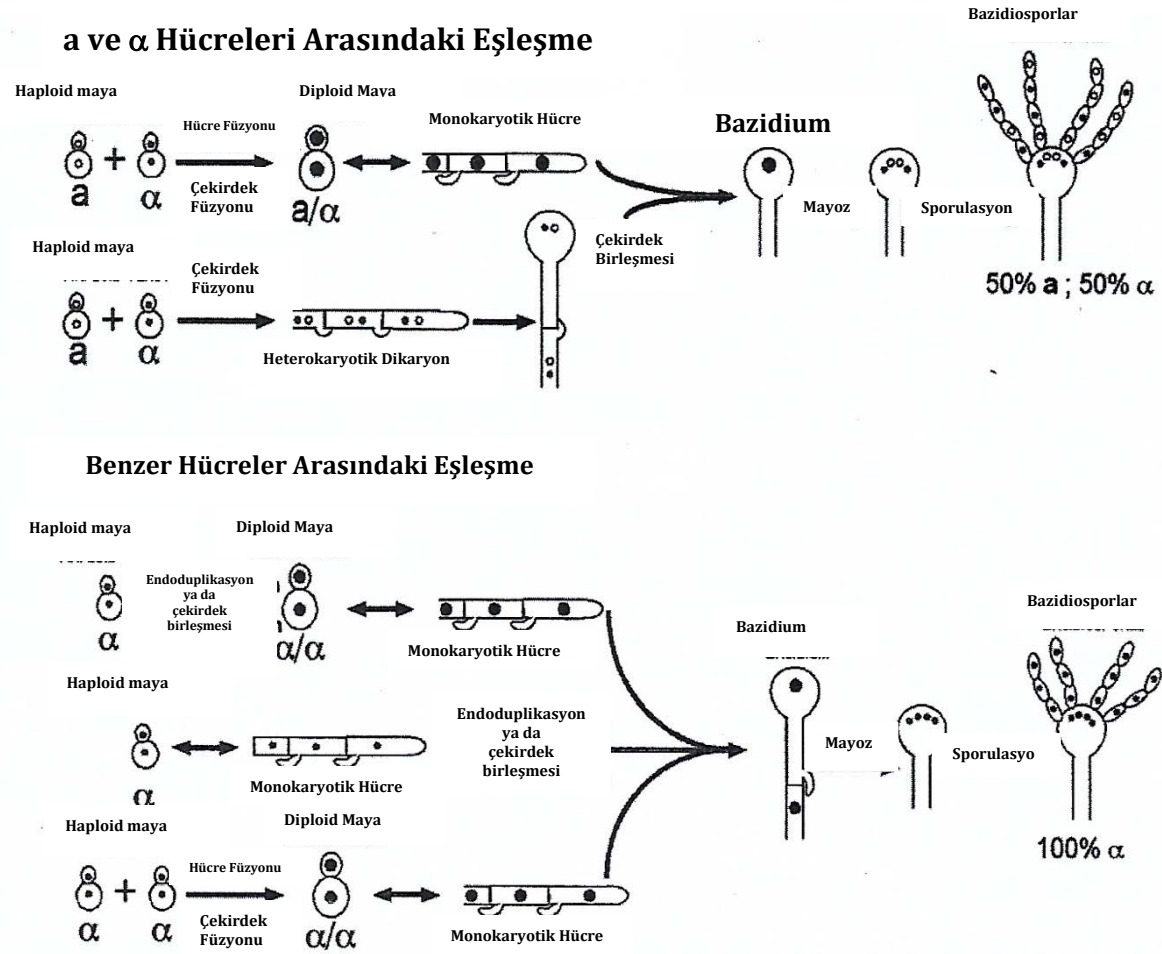 Bazidiosporlar
a ve α Hücreleri Arasındaki Eşleşme
Haploid maya
Diploid Maya
Hücre Füzyonu
Çekirdek
Füzyonu
Monokaryotik Hücre
Bazidium
a
+
α
a/α
Mayoz
Sporulasyon
Haploid maya
Çekirdek
Füzyonu
Çekirdek
Birleşmesi
50% a ; 50% α
a
+
α
Heterokaryotik Dikaryon
Benzer Hücreler Arasındaki Eşleşme
Haploid maya
Diploid Maya
Endoduplikasyon
ya da
çekirdek
birleşmesi
α
α/α
Monokaryotik Hücre
Bazidium
Bazidiosporlar
Haploid maya
α
Monokaryotik Hücre
Endoduplikasyon
ya da
çekirdek
birleşmesi
Mayoz
Sporulasyo
Haploid maya
Diploid Maya
100% α
Hücre Füzyonu
Çekirdek
Füzyonu
α
+
α
α/α
Monokaryotik Hücre